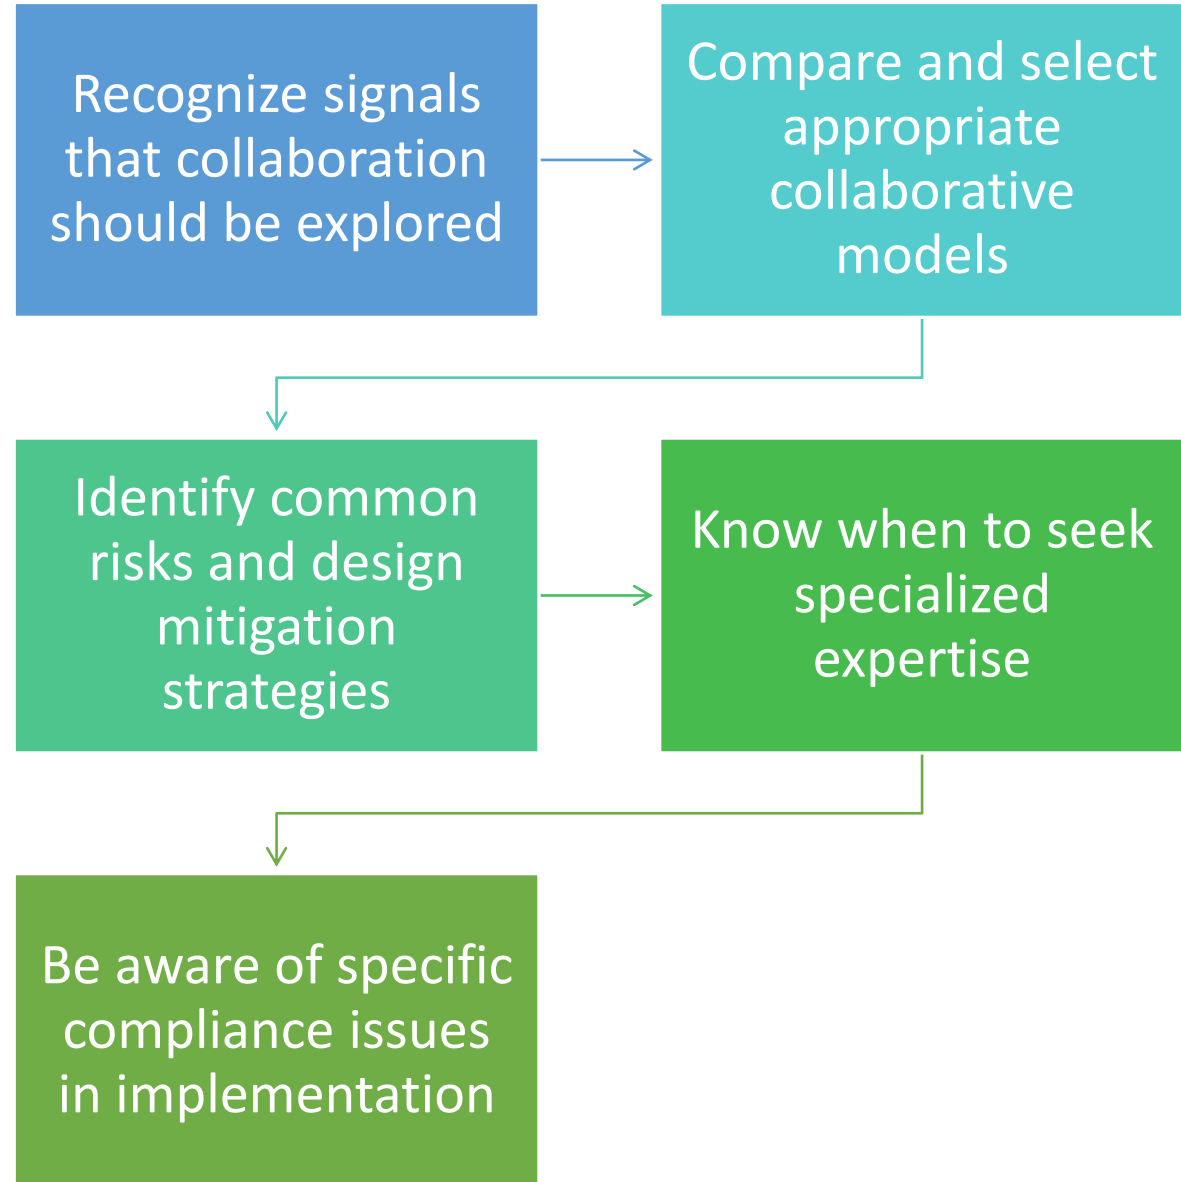 Recognize signals
that collaboration
should be explored
Compare and select
appropriate
collaborative
models
Identify common
risks and design
mitigation
strategies
Know when to seek
specialized
expertise
Be aware of specific
compliance issues
in implementation